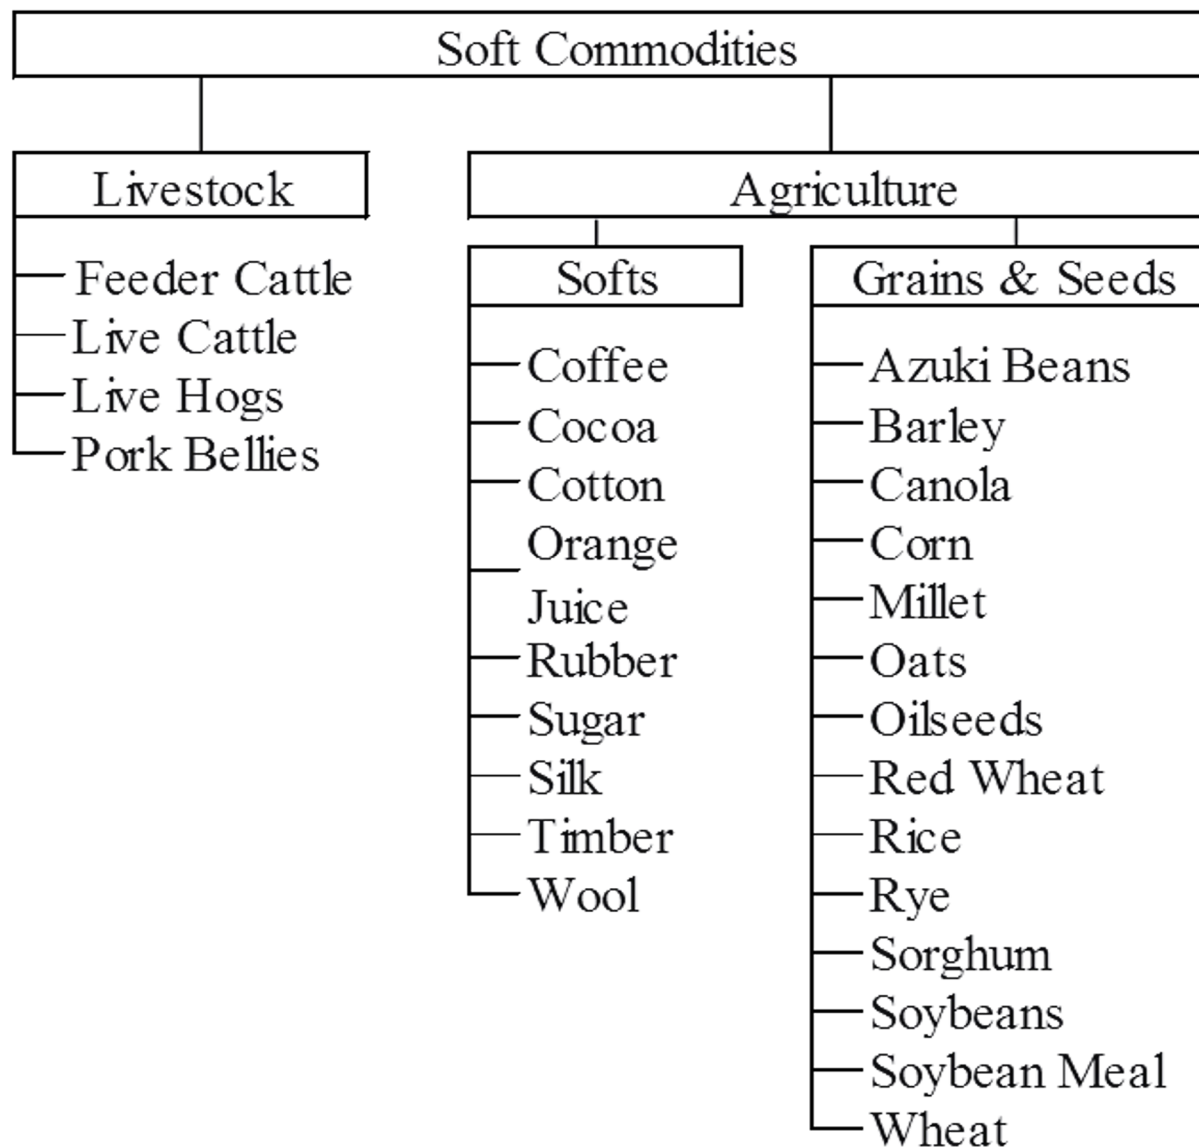 Soft Commodities
Livestock
Feeder Cattle
Live Cattle
Live Hogs
Pork Bellies
Agriculture
Softs
Coffee
Cocoa
Cotton
Orange
Juice
Rubber
Sugar
Silk
Timber
Wool
Grains & Seeds
Azuki Beans
Barley
Canola
Corn
Millet
Oats
Oilseeds
Red Wheat
Rice
Rye
Sorghum
Soybeans
Soybean Meal
Wheat